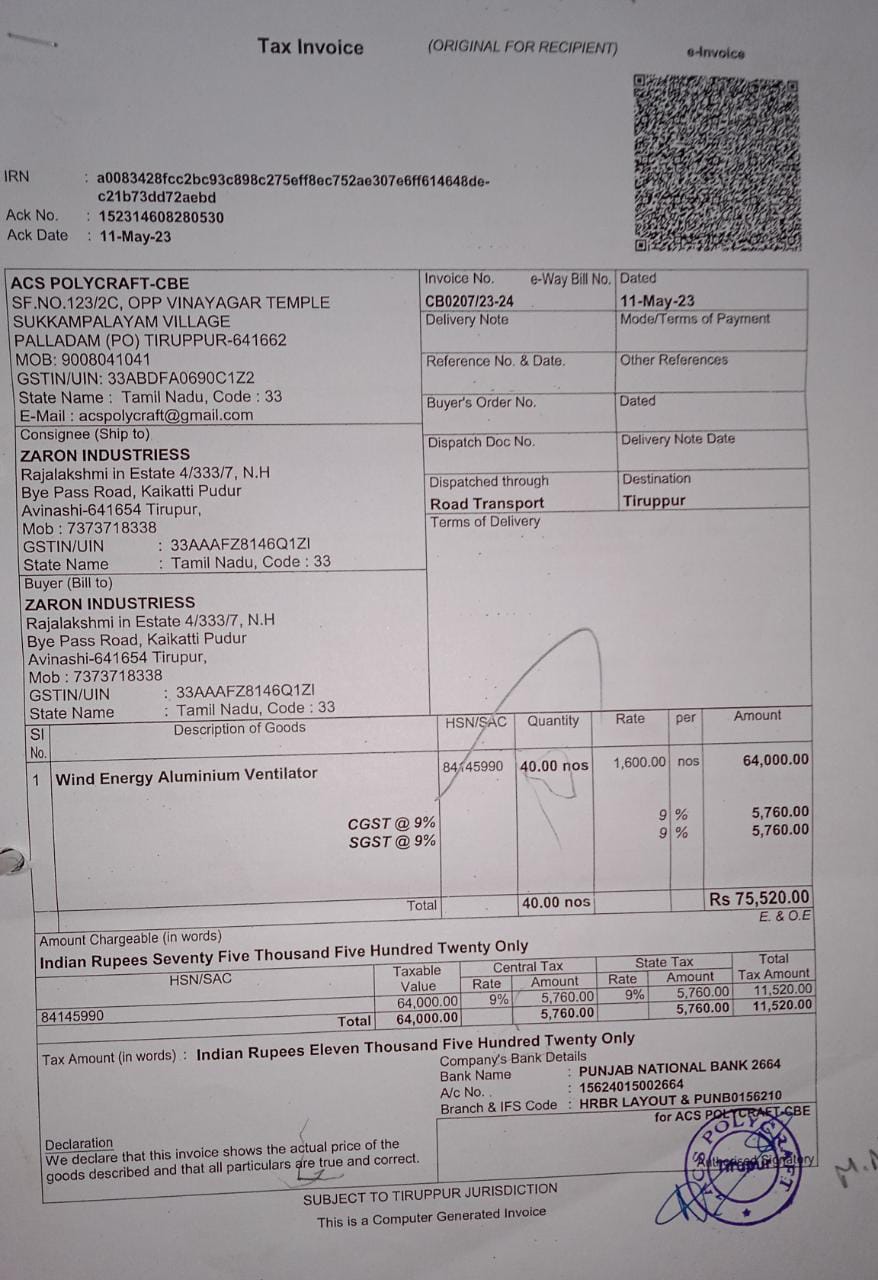 Tax Invoice
(ORIGINAL FOR RECIPIENT)
e-Invoice
IRN : a0083428fcc2bc93c898c275eff8ec752ae307e6ff614648de-
c21b73dd72aebd
Ack No. : 152314608280530
Ack Date : 11-May-23
ACS POLYCRAFT-CBE
SF.NO.123/2C, OPP VINAYAGAR TEMPLE
SUKKAMPALAYAM VILLAGE
PALLADAM (PO) TIRUPPUR-641662
MOB: 9008041041
GSTIN/UIN: 33ABDFA0690C1Z2
State Name : Tamil Nadu, Code : 33
E-Mail : acspolycraft@gmail.com
Invoice No. e-Way Bill No. Dated
CB0207/23-24 11-May-23
Delivery Note Mode/Terms of Payment
Reference No. & Date. Other References
Buyer's Order No. Dated
Dispatch Doc No. Delivery Note Date
Dispatched through Destination
Road Transport Tiruppur
Terms of Delivery
Consignee (Ship to)
ZARON INDUSTRIESS
Rajalakshmi in Estate 4/333/7, N.H
Bye Pass Road, Kaikatti Pudur
Avinashi-641654 Tirupur,
Mob : 7373718338
GSTIN/UIN : 33AAAFZ8146Q1ZI
State Name : Tamil Nadu, Code : 33
Buyer (Bill to)
ZARON INDUSTRIESS
Rajalakshmi in Estate 4/333/7, N.H
Bye Pass Road, Kaikatti Pudur
Avinashi-641654 Tirupur,
Mob : 7373718338
GSTIN/UIN : 33AAAFZ8146Q1ZI
State Name : Tamil Nadu, Code : 33
SI No. Description of Goods HSN/SAC Quantity Rate per Amount
1 Wind Energy Aluminium Ventilator 84145990 40.00 nos 1,600.00 nos 64,000.00
CGST @ 9% 9 % 5,760.00
SGST @ 9% 9 % 5,760.00
Total 40.00 nos Rs 75,520.00
E. & O.E
Amount Chargeable (in words)
Indian Rupees Seventy Five Thousand Five Hundred Twenty Only
HSN/SAC Taxable Central Tax State Tax Total
Value Rate Amount Rate Amount Tax Amount
84145990 64,000.00 9% 5,760.00 9% 5,760.00 11,520.00
Total 64,000.00 5,760.00 5,760.00 11,520.00
Tax Amount (in words) : Indian Rupees Eleven Thousand Five Hundred Twenty Only
Company's Bank Details
Bank Name : PUNJAB NATIONAL BANK 2664
A/c No. : 15624015002664
Branch & IFS Code : HRBR LAYOUT & PUNB0156210
for ACS POLYCRAFT-CBE
Declaration
We declare that this invoice shows the actual price of the
goods described and that all particulars are true and correct.
Authorised Signatory
ACS POLYCRAFT
Tiruppur
SUBJECT TO TIRUPPUR JURISDICTION
This is a Computer Generated Invoice